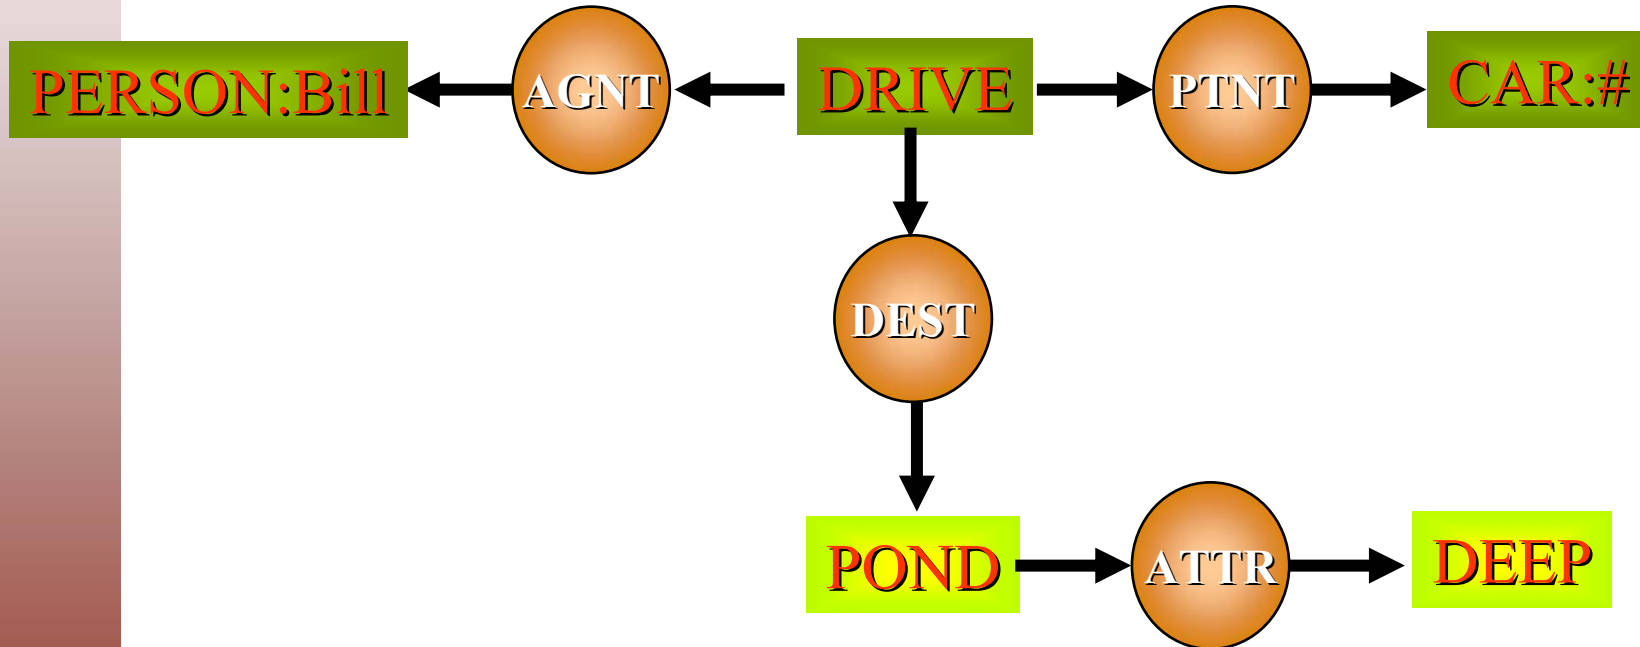 PERSON:Bill
AGNT
DRIVE
PTNT
CAR:#
DEST
POND
ATTR
DEEP